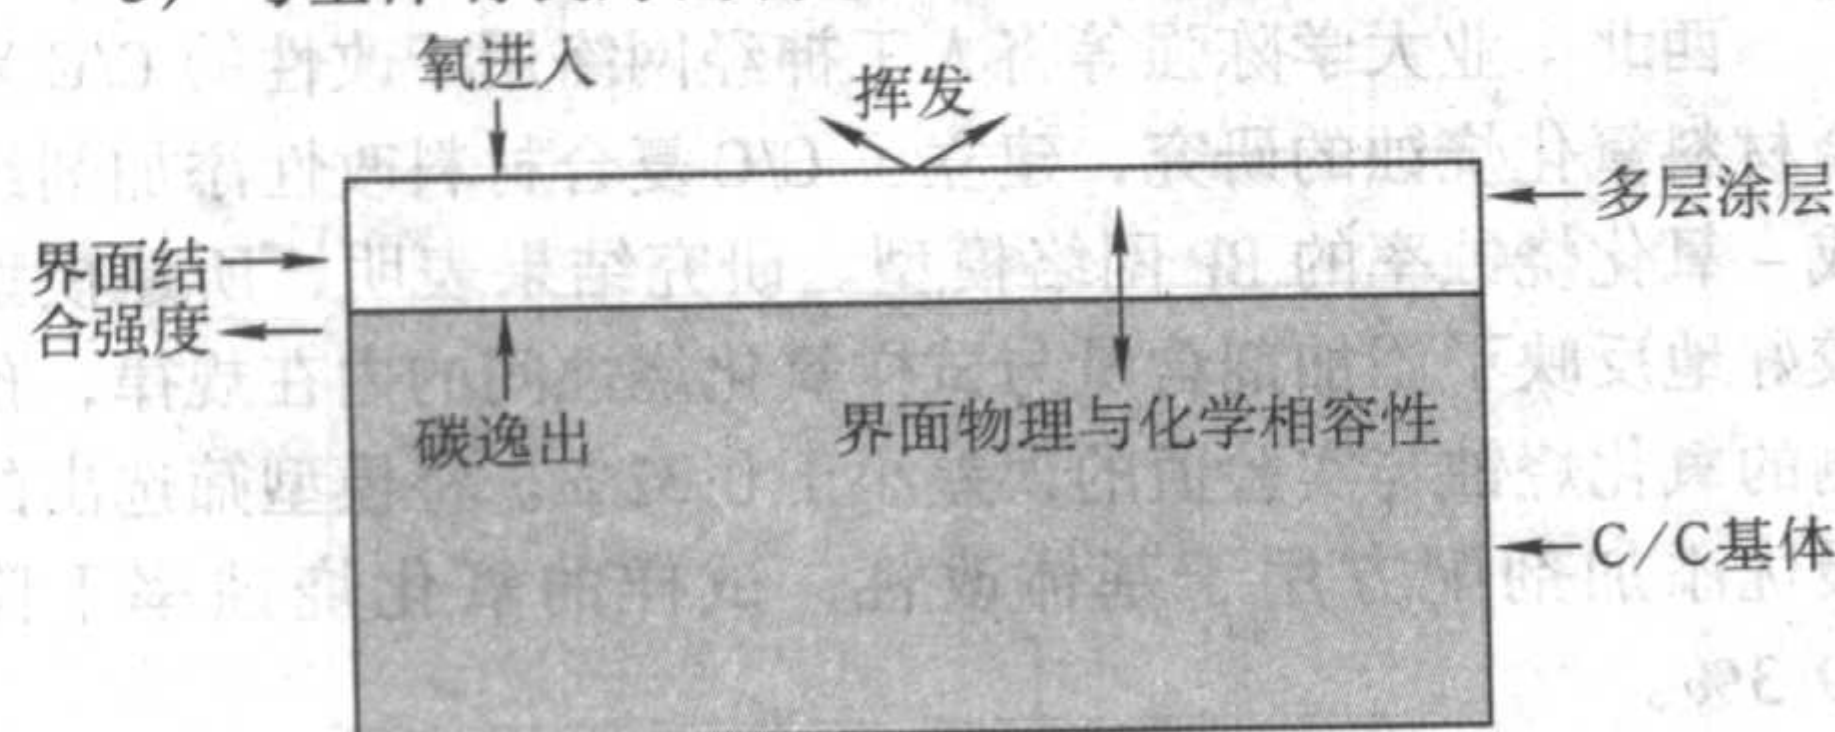 氧进入
挥发
多层涂层
界面结
合强度
碳逸出
界面物理与化学相容性
C/C基体